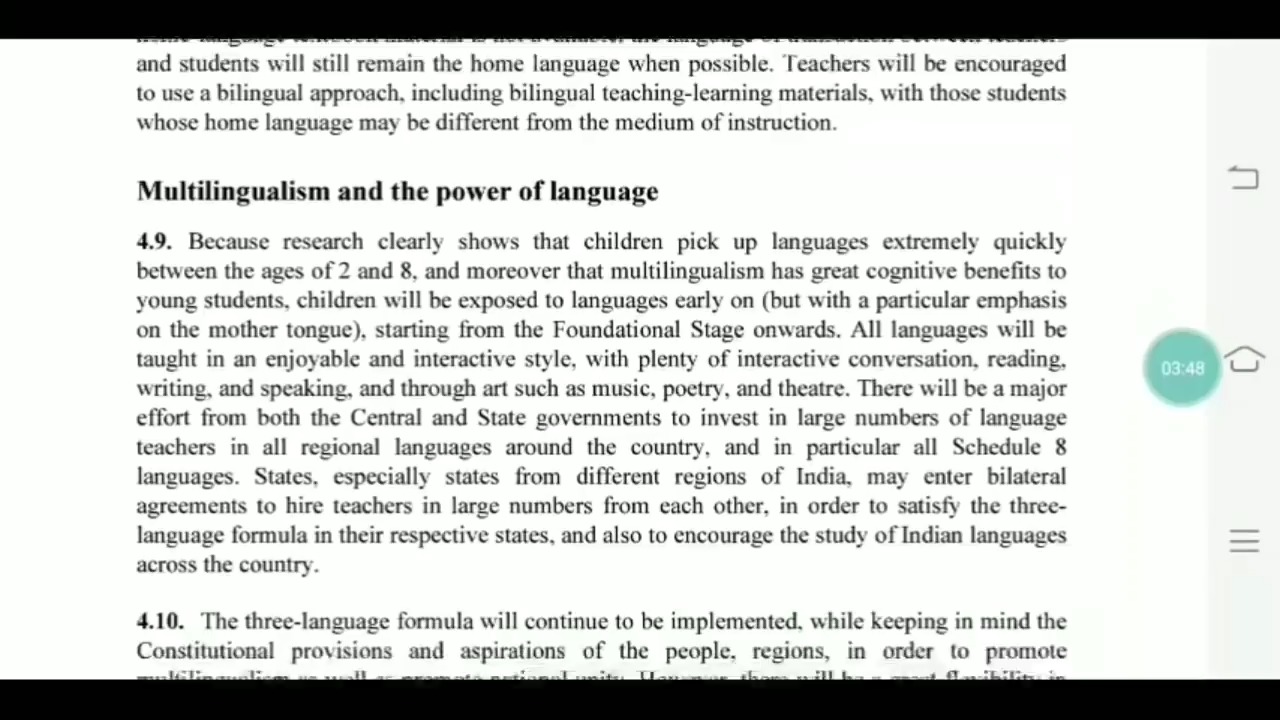 and students will still remain the home language when possible. Teachers will be encouraged
to use a bilingual approach, including bilingual teaching-learning materials, with those students
whose home language may be different from the medium of instruction.
Multilingualism and the power of language
4.9. Because research clearly shows that children pick up languages extremely quickly
between the ages of 2 and 8, and moreover that multilingualism has great cognitive benefits to
young students, children will be exposed to languages early on (but with a particular emphasis
on the mother tongue), starting from the Foundational Stage onwards. All languages will be
taught in an enjoyable and interactive style, with plenty of interactive conversation, reading,
writing, and speaking, and through art such as music, poetry, and theatre. There will be a major
effort from both the Central and State governments to invest in large numbers of language
teachers in all regional languages around the country, and in particular all Schedule 8
languages. States, especially states from different regions of India, may enter bilateral
agreements to hire teachers in large numbers from each other, in order to satisfy the three-
language formula in their respective states, and also to encourage the study of Indian languages
across the country.
4.10. The three-language formula will continue to be implemented, while keeping in mind the
Constitutional provisions and aspirations of the people, regions, in order to promote
03:48